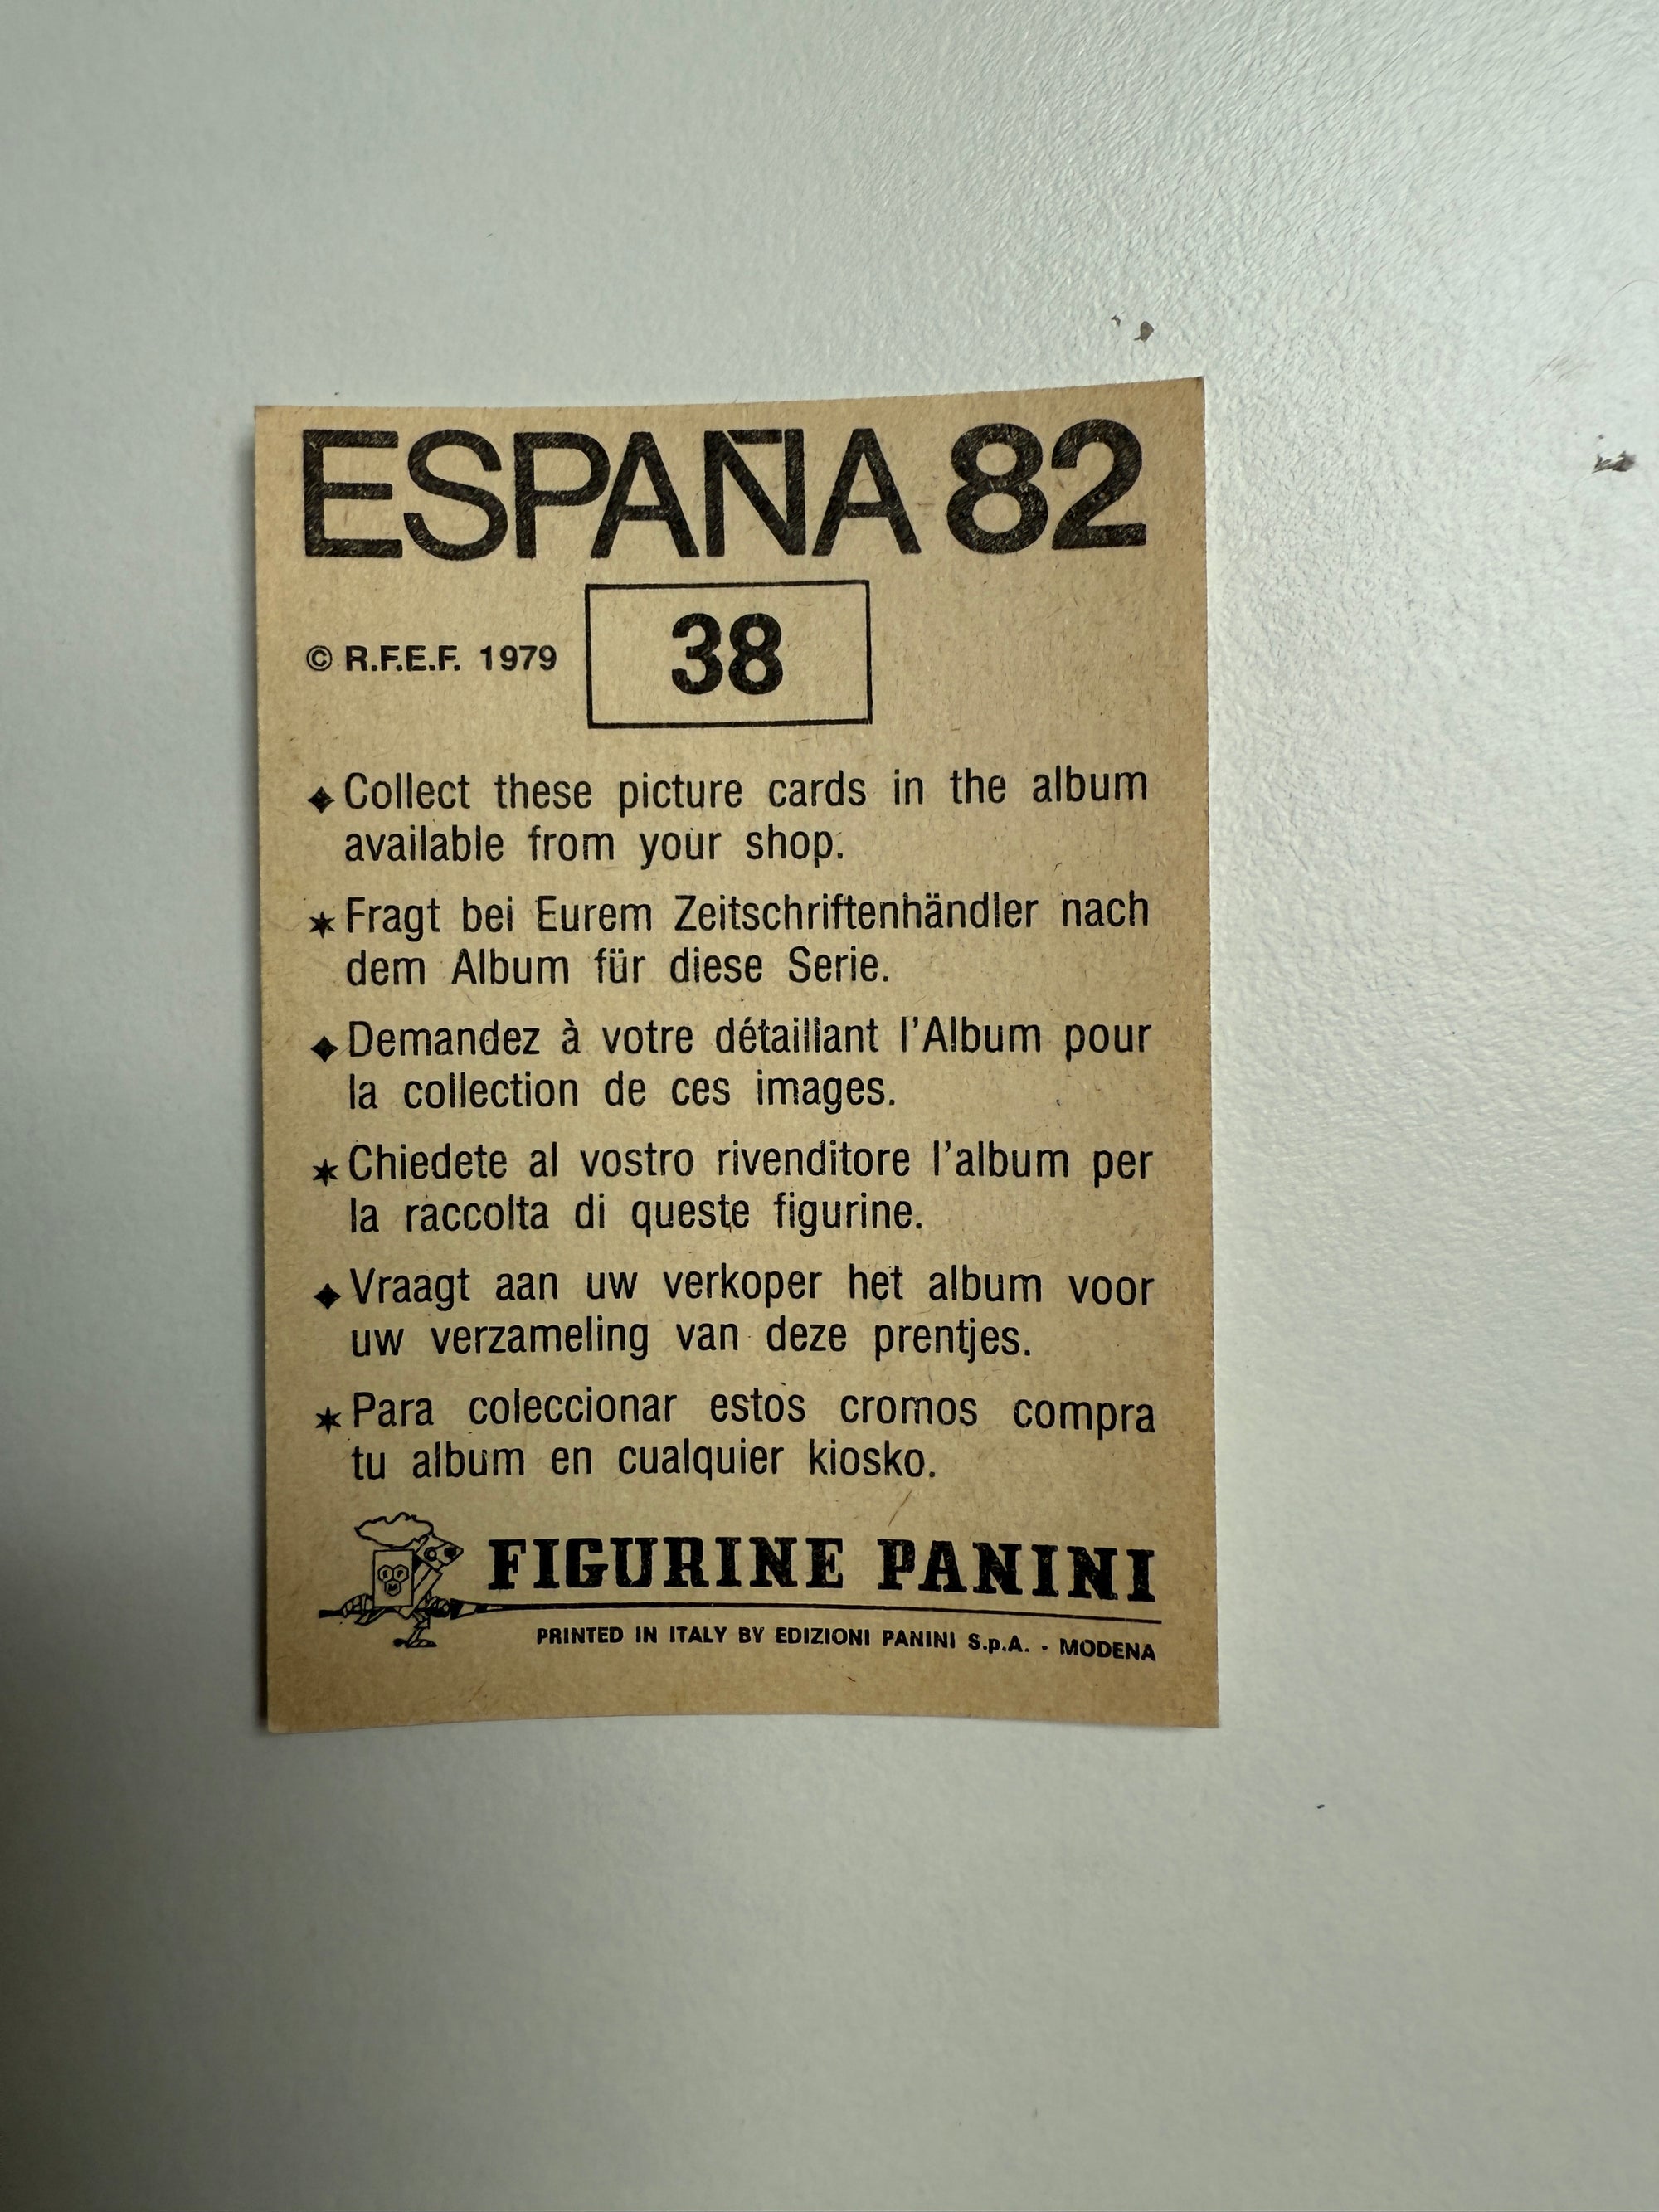 ESPAÑA 82
© R.F.E.F. 1979
38
◆ Collect these picture cards in the album
available from your shop.
★ Fragt bei Eurem Zeitschriftenhändler nach
dem Album für diese Serie.
◆ Demandez à votre détaillant l'Album pour
la collection de ces images.
★ Chiedete al vostro rivenditore l'album per
la raccolta di queste figurine.
◆ Vraagt aan uw verkoper het album voor
uw verzameling van deze prentjes.
★ Para coleccionar estos cromos compra
tu album en cualquier kiosko.
FIGURINE PANINI
PRINTED IN ITALY BY EDIZIONI PANINI S.p.A. - MODENA